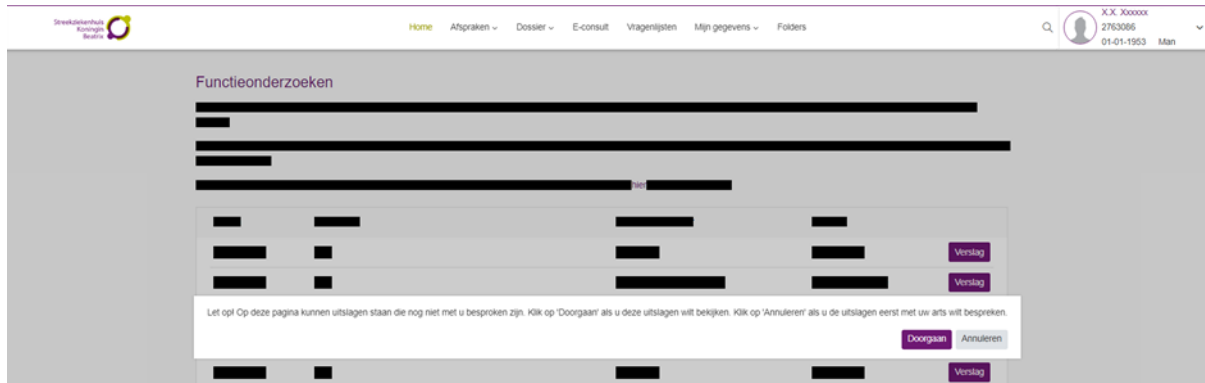 Streekziekenhuis
Koningin
Beatrix
Home Afspraken Dossier E-consult Vragenlijsten Mijn gegevens Folders
X.X. Xxxxxx
2763086
01-01-1953 Man
Functieonderzoeken
hier
Verslag
Verslag
Let op! Op deze pagina kunnen uitslagen staan die nog niet met u besproken zijn. Klik op 'Doorgaan' als u deze uitslagen wilt bekijken. Klik op 'Annuleren' als u de uitslagen eerst met uw arts wilt bespreken.
Doorgaan Annuleren
Verslag